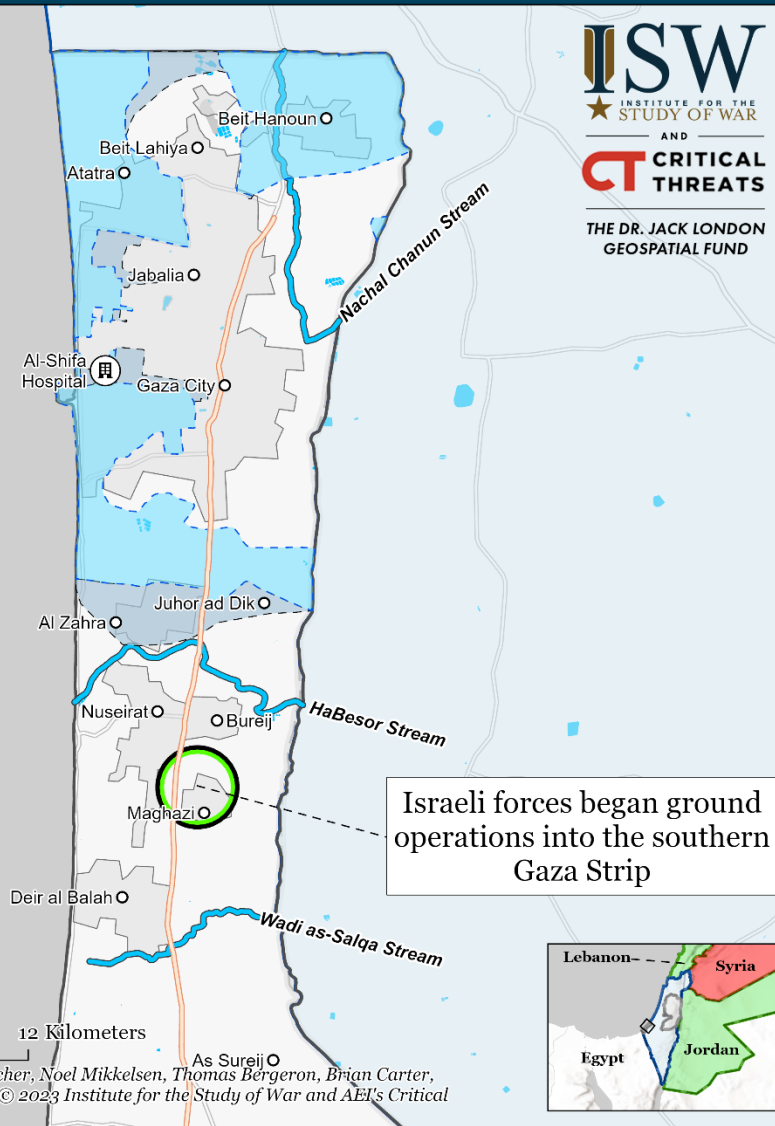 ISW
INSTITUTE FOR THE
STUDY OF WAR
AND
CT CRITICAL
THREATS
THE DR. JACK LONDON
GEOSPATIAL FUND
Beit Hanoun
Beit Lahiya
Atatra
Nachal Chanun Stream
Jabalia
Al-Shifa
Hospital
Gaza City
Juhor ad Dik
Al Zahra
Nuseirat
Bureij
HaBesor Stream
Maghazi
Israeli forces began ground
operations into the southern
Gaza Strip
Deir al Balah
Wadi as-Salqa Stream
Lebanon
Syria
Egypt
Jordan
12 Kilometers
As Sureij
cher, Noel Mikkelsen, Thomas Bergeron, Brian Carter,
© 2023 Institute for the Study of War and AEI's Critical